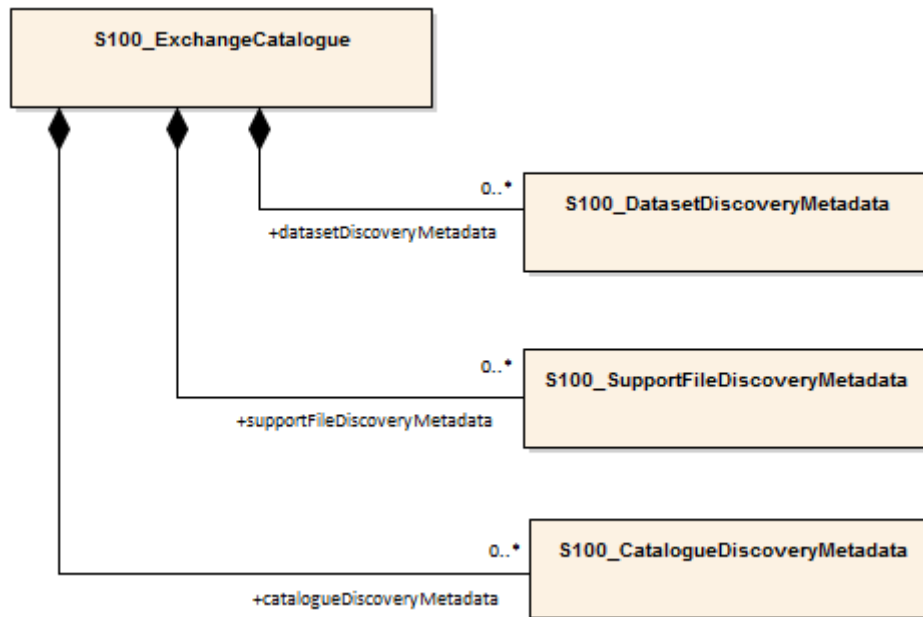 S100_ExchangeCatalogue
0..*
S100_DatasetDiscoveryMetadata
+datasetDiscoveryMetadata
0..*
S100_SupportFileDiscoveryMetadata
+supportFileDiscoveryMetadata
0..*
S100_CatalogueDiscoveryMetadata
+catalogueDiscoveryMetadata